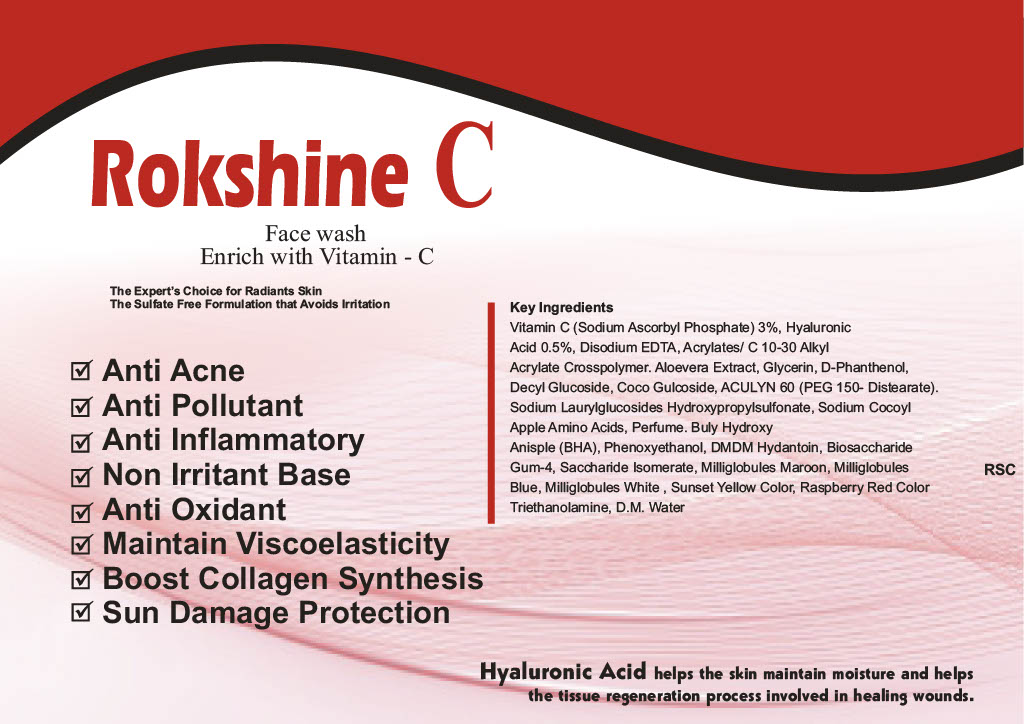 Rokshine C
Face wash
Enrich with Vitamin - C
The Expert's Choice for Radiants Skin
The Sulfate Free Formulation that Avoids Irritation
Anti Acne
Anti Pollutant
Anti Inflammatory
Non Irritant Base
Anti Oxidant
Maintain Viscoelasticity
Boost Collagen Synthesis
Sun Damage Protection
Key Ingredients
Vitamin C (Sodium Ascorbyl Phosphate) 3%, Hyaluronic
Acid 0.5%, Disodium EDTA, Acrylates/ C 10-30 Alkyl
Acrylate Crosspolymer. Aloevera Extract, Glycerin, D-Phanthenol,
Decyl Glucoside, Coco Gulcoside, ACULYN 60 (PEG 150- Distearate).
Sodium Laurylglucosides Hydroxypropylsulfonate, Sodium Cocoyl
Apple Amino Acids, Perfume. Buly Hydroxy
Anisple (BHA), Phenoxyethanol, DMDM Hydantoin, Biosaccharide
Gum-4, Saccharide Isomerate, Milliglobules Maroon, Milliglobules
Blue, Milliglobules White , Sunset Yellow Color, Raspberry Red Color
Triethanolamine, D.M. Water
RSC
Hyaluronic Acid helps the skin maintain moisture and helps
the tissue regeneration process involved in healing wounds.